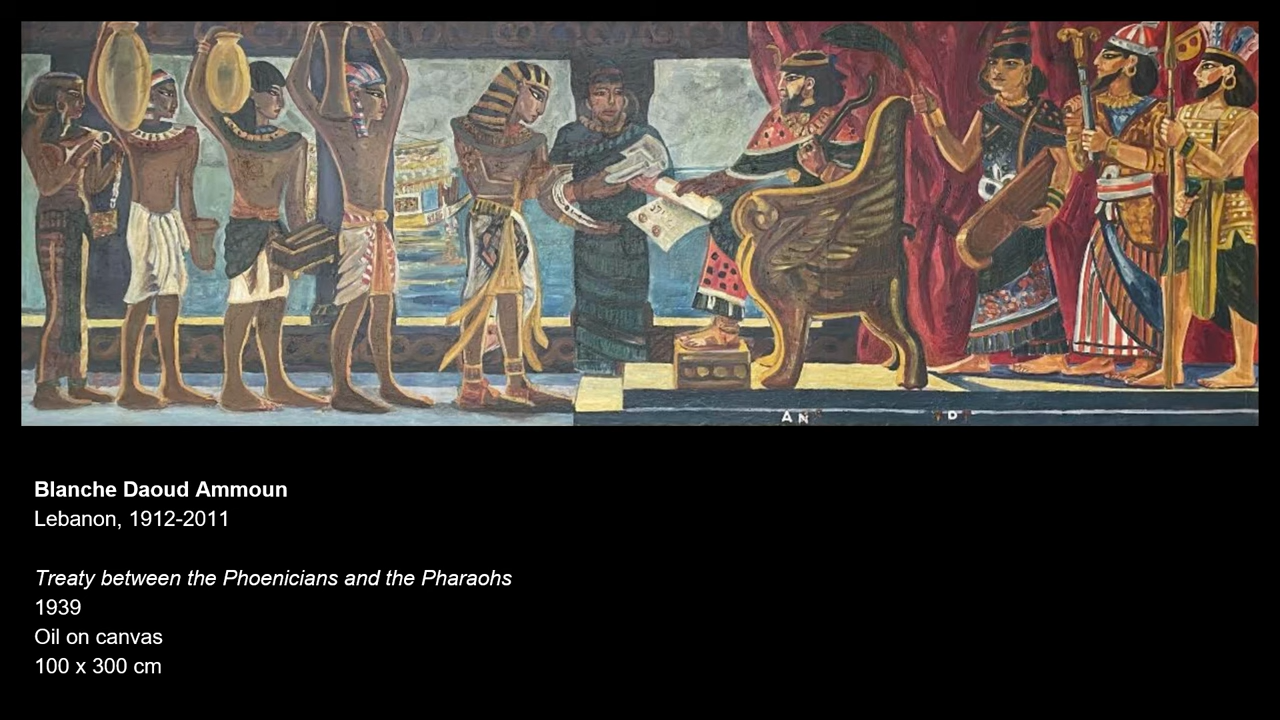 AN D
Blanche Daoud Ammoun
Lebanon, 1912-2011
Treaty between the Phoenicians and the Pharaohs
1939
Oil on canvas
100 x 300 cm